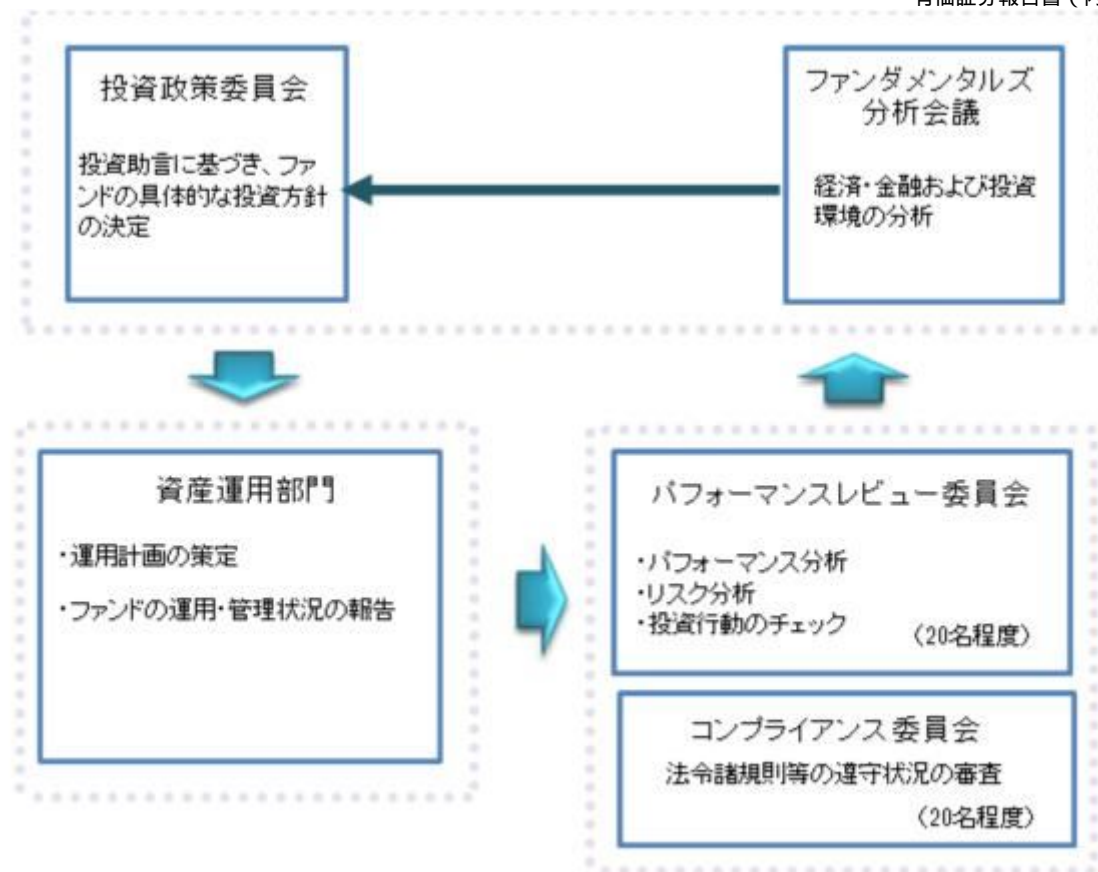 投資政策委員会
投資助言に基づき、ファ
ンドの具体的な投資方針
の決定
ファンダメンタルズ
分析会議
経済・金融および投資
環境の分析
資産運用部門
・運用計画の策定
・ファンドの運用・管理状況の報告
パフォーマンスレビュー委員会
・パフォーマンス分析
・リスク分析
・投資行動のチェック
（20名程度）
コンプライアンス委員会
法令諸規則等の遵守状況の審査
（20名程度）